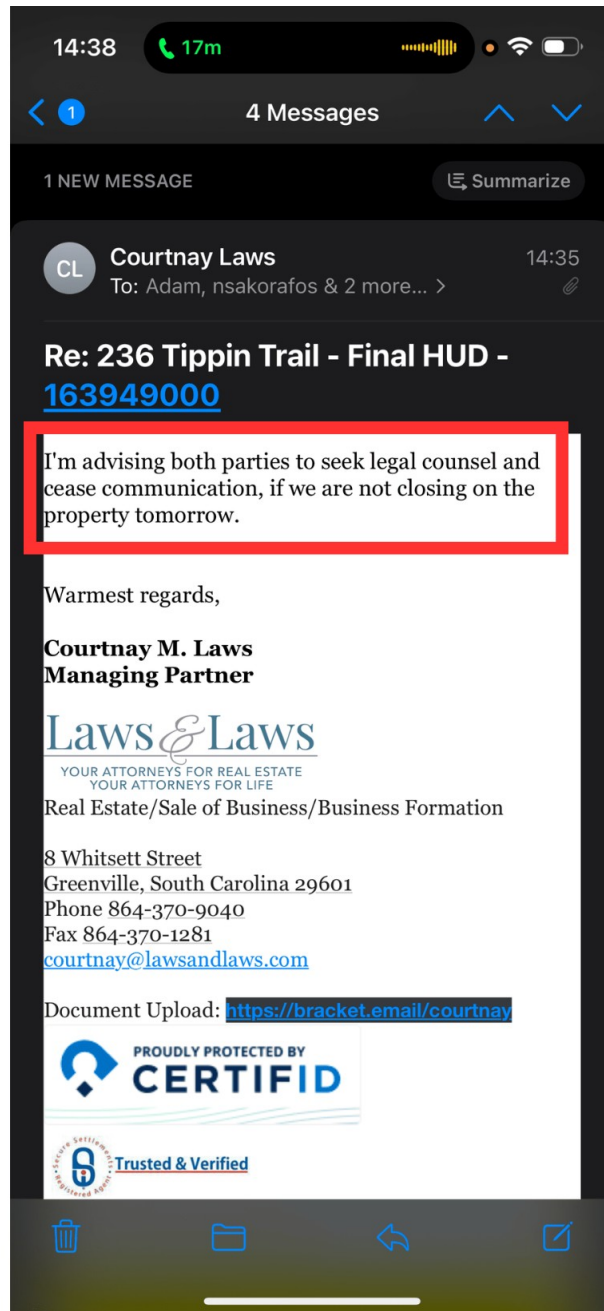 14:38
17m
1
4 Messages
1 NEW MESSAGE
Summarize
CL
Courtnay Laws
14:35
To: Adam, nsakorafos & 2 more... >
Re: 236 Tippin Trail - Final HUD -
163949000
I'm advising both parties to seek legal counsel and
cease communication, if we are not closing on the
property tomorrow.
Warmest regards,
Courtnay M. Laws
Managing Partner
Laws & Laws
YOUR ATTORNEYS FOR REAL ESTATE
YOUR ATTORNEYS FOR LIFE
Real Estate/Sale of Business/Business Formation
8 Whitsett Street
Greenville, South Carolina 29601
Phone 864-370-9040
Fax 864-370-1281
courtnay@lawsandlaws.com
Document Upload: https://bracket.email/courtnay
PROUDLY PROTECTED BY
CERTIFID
Secure Settlements
Registered Agent
Trusted & Verified